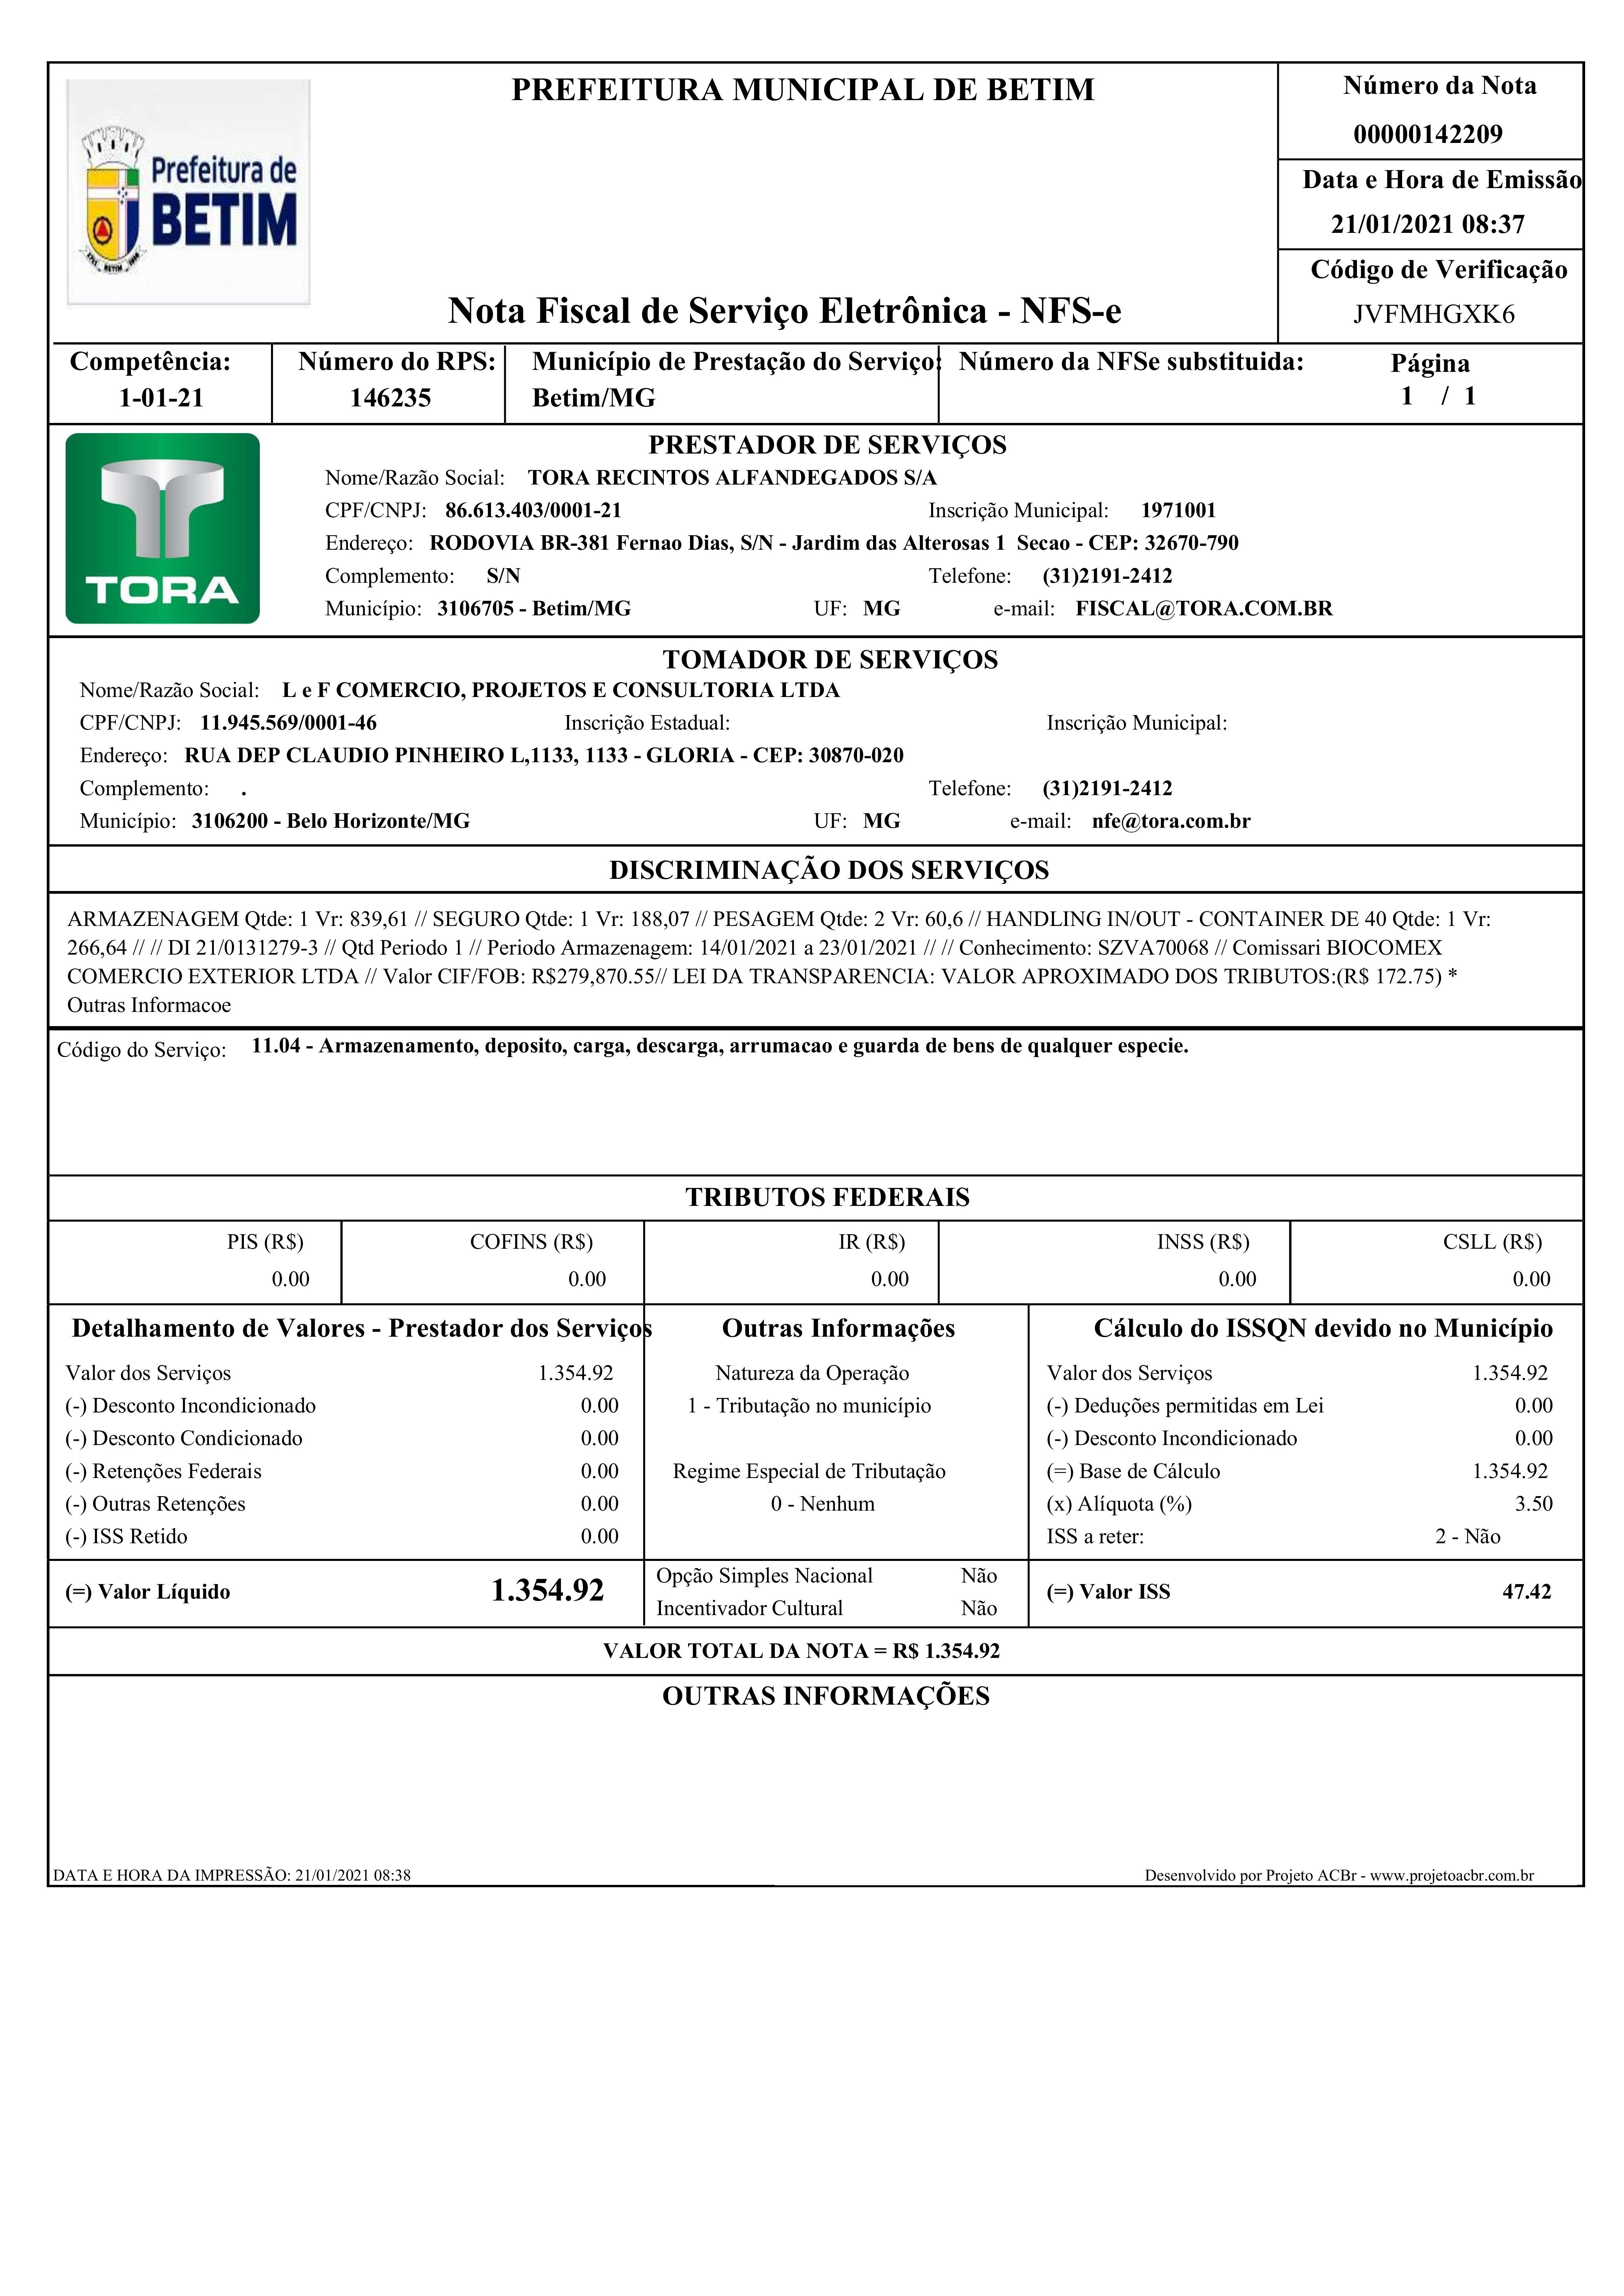 PREFEITURA MUNICIPAL DE BETIM
Número da Nota
00000142209
Data e Hora de Emissão
21/01/2021 08:37
Código de Verificação
JVFMHGXK6
Prefeitura de
BETIM
Nota Fiscal de Serviço Eletrônica - NFS-e
Competência: Número do RPS: Município de Prestação do Serviço: Número da NFSe substituida: Página
1-01-21 146235 Betim/MG 1 / 1
TORA
PRESTADOR DE SERVIÇOS
Nome/Razão Social: TORA RECINTOS ALFANDEGADOS S/A
CPF/CNPJ: 86.613.403/0001-21 Inscrição Municipal: 1971001
Endereço: RODOVIA BR-381 Fernao Dias, S/N - Jardim das Alterosas 1 Secao - CEP: 32670-790
Complemento: S/N Telefone: (31)2191-2412
Município: 3106705 - Betim/MG UF: MG e-mail: FISCAL@TORA.COM.BR
TOMADOR DE SERVIÇOS
Nome/Razão Social: L e F COMERCIO, PROJETOS E CONSULTORIA LTDA
CPF/CNPJ: 11.945.569/0001-46 Inscrição Estadual: Inscrição Municipal:
Endereço: RUA DEP CLAUDIO PINHEIRO L,1133, 1133 - GLORIA - CEP: 30870-020
Complemento: . Telefone: (31)2191-2412
Município: 3106200 - Belo Horizonte/MG UF: MG e-mail: nfe@tora.com.br
DISCRIMINAÇÃO DOS SERVIÇOS
ARMAZENAGEM Qtde: 1 Vr: 839,61 // SEGURO Qtde: 1 Vr: 188,07 // PESAGEM Qtde: 2 Vr: 60,6 // HANDLING IN/OUT - CONTAINER DE 40 Qtde: 1 Vr:
266,64 // // DI 21/0131279-3 // Qtd Periodo 1 // Periodo Armazenagem: 14/01/2021 a 23/01/2021 // // Conhecimento: SZVA70068 // Comissari BIOCOMEX
COMERCIO EXTERIOR LTDA // Valor CIF/FOB: R$279,870.55// LEI DA TRANSPARENCIA: VALOR APROXIMADO DOS TRIBUTOS:(R$ 172.75) *
Outras Informacoe
Código do Serviço: 11.04 - Armazenamento, deposito, carga, descarga, arrumacao e guarda de bens de qualquer especie.
TRIBUTOS FEDERAIS
PIS (R$) COFINS (R$) IR (R$) INSS (R$) CSLL (R$)
0.00 0.00 0.00 0.00 0.00
Detalhamento de Valores - Prestador dos Serviços Outras Informações Cálculo do ISSQN devido no Município
Valor dos Serviços 1.354.92 Natureza da Operação Valor dos Serviços 1.354.92
(-) Desconto Incondicionado 0.00 1 - Tributação no município (-) Deduções permitidas em Lei 0.00
(-) Desconto Condicionado 0.00 (-) Desconto Incondicionado 0.00
(-) Retenções Federais 0.00 Regime Especial de Tributação (=) Base de Cálculo 1.354.92
(-) Outras Retenções 0.00 0 - Nenhum (x) Alíquota (%) 3.50
(-) ISS Retido 0.00 ISS a reter: 2 - Não
(=) Valor Líquido 1.354.92 Opção Simples Nacional Não (=) Valor ISS 47.42
Incentivador Cultural Não
VALOR TOTAL DA NOTA = R$ 1.354.92
OUTRAS INFORMAÇÕES
DATA E HORA DA IMPRESSÃO: 21/01/2021 08:38 Desenvolvido por Projeto ACBr - www.projetoacbr.com.br